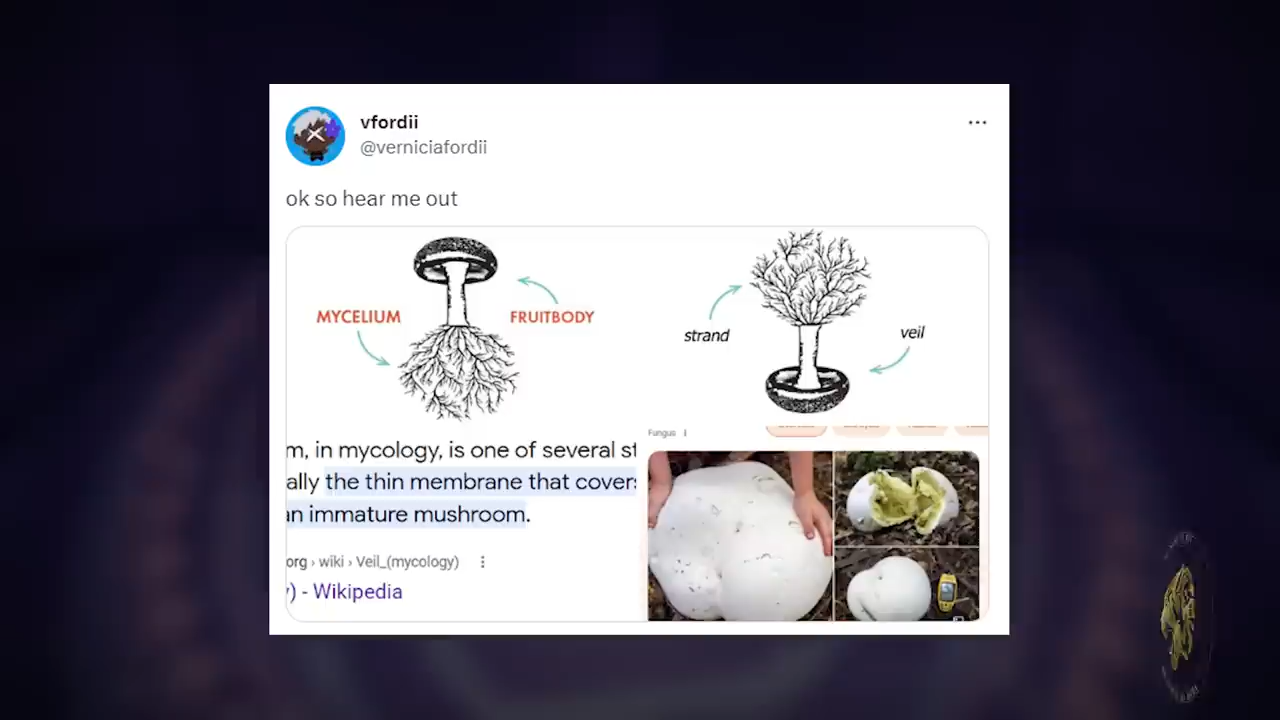 vfordii
@verniciafordii
ok so hear me out
MYCELIUM
FRUITBODY
strand
veil
m, in mycology, is one of several st
ally the thin membrane that covers
an immature mushroom.
org › wiki › Veil_(mycology)
) - Wikipedia
Fungus